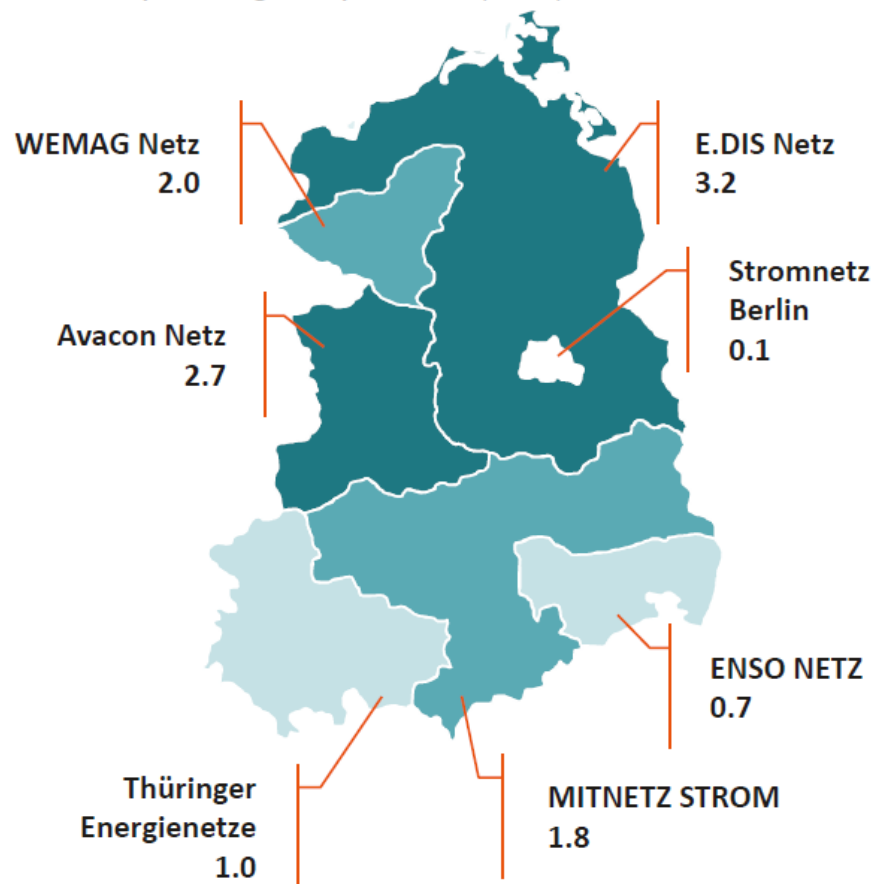 WEMAG Netz
2.0
E.DIS Netz
3.2
Stromnetz
Berlin
0.1
Avacon Netz
2.7
ENSO NETZ
0.7
Thüringer
Energienetze
1.0
MITNETZ STROM
1.8